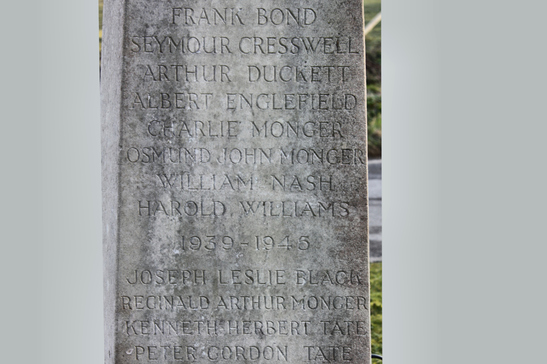 FRANK BOND
SEYMOUR CRESSWELL
ARTHUR DUCKETT
ALBERT ENGLEFIELD
CHARLIE MONGER
OSMUND JOHN MONGER
WILLIAM NASH
HAROLD WILLIAMS
1939-1945
JOSEPH LESLIE BLACK
REGINALD ARTHUR MONGER
KENNETH HERBERT TATE
PETER GORDON TATE